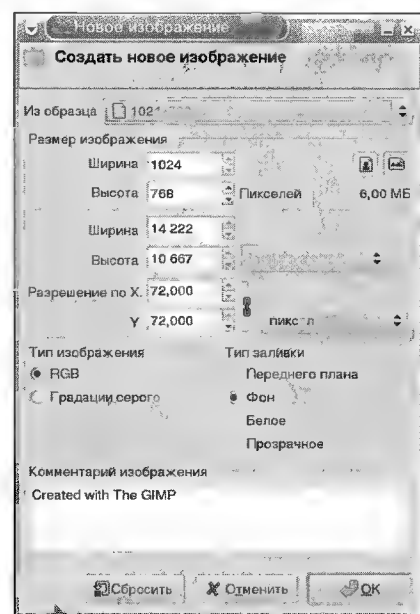 Новое изображение
Создать новое изображение
Из образца
Размер изображения
Ширина 1024
Высота 768 Пикселей 6,00 МБ
Ширина 14 222
Высота 10 667
Разрешение по X. 72,000
Y 72,000
Тип изображения Тип заливки
RGB Переднего плана
Градации серого Фон
Белое
Прозрачное
Комментарий изображения
Created with The GIMP
Сбросить Отменить OK